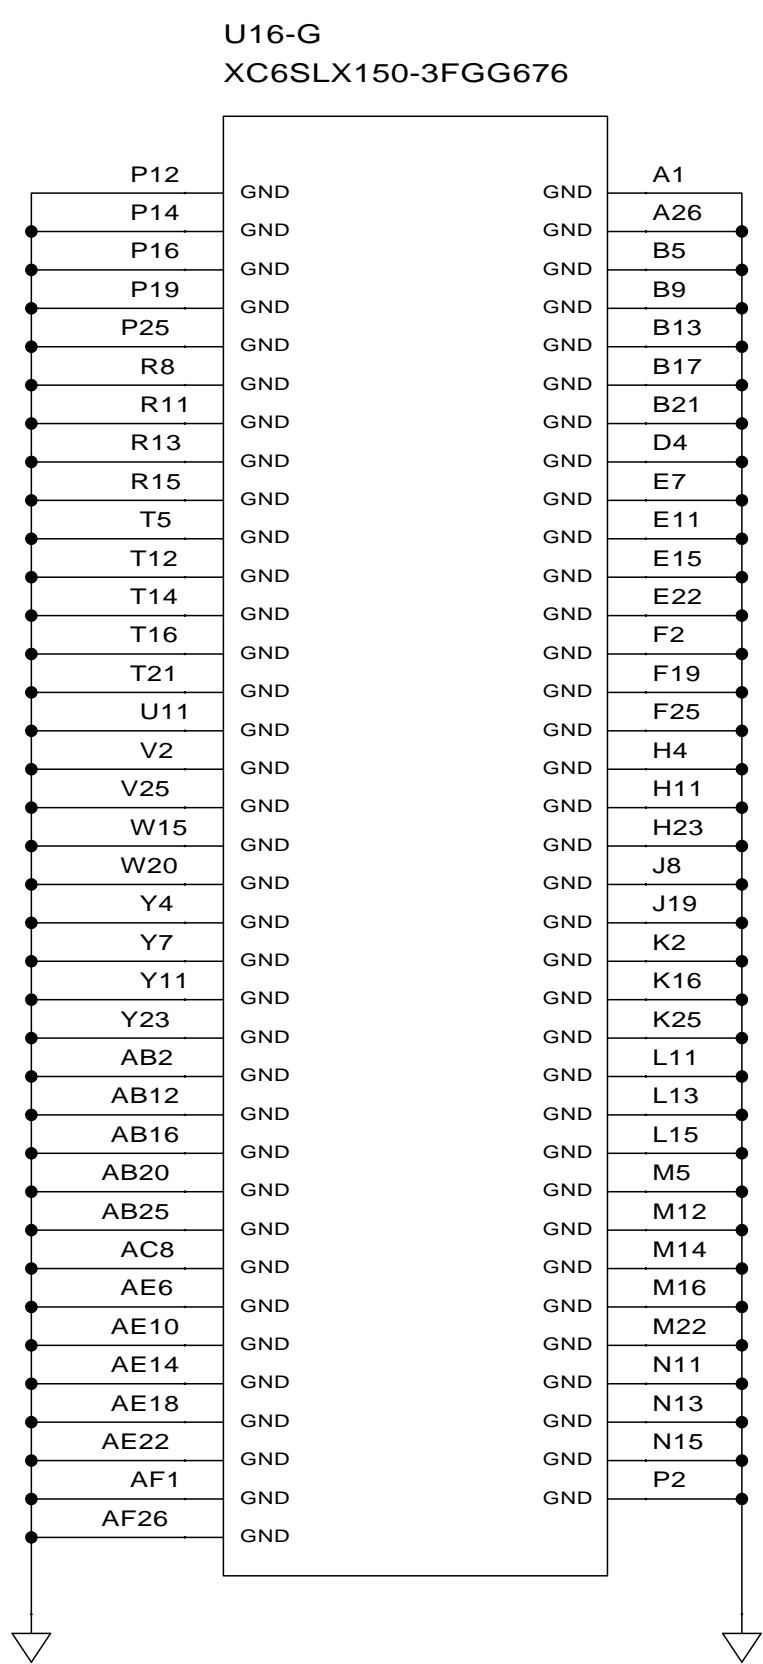 U16-G
XC6SLX150-3FGG676
P12 GND GND A1
P14 GND GND A26
P16 GND GND B5
P19 GND GND B9
P25 GND GND B13
R8 GND GND B17
R11 GND GND B21
R13 GND GND D4
R15 GND GND E7
T5 GND GND E11
T12 GND GND E15
T14 GND GND E22
T16 GND GND F2
T21 GND GND F19
U11 GND GND F25
V2 GND GND H4
V25 GND GND H11
W15 GND GND H23
W20 GND GND J8
Y4 GND GND J19
Y7 GND GND K2
Y11 GND GND K16
Y23 GND GND K25
AB2 GND GND L11
AB12 GND GND L13
AB16 GND GND L15
AB20 GND GND M5
AB25 GND GND M12
AC8 GND GND M14
AE6 GND GND M16
AE10 GND GND M22
AE14 GND GND N11
AE18 GND GND N13
AE22 GND GND N15
AF1 GND GND P2
AF26 GND